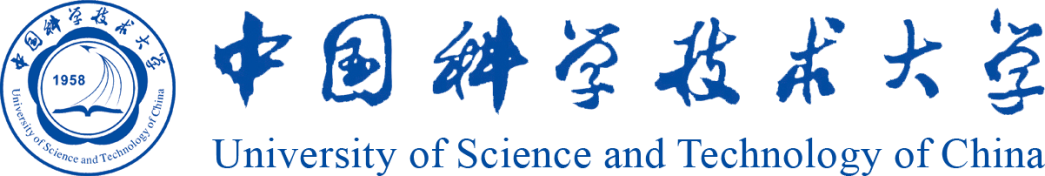 中国科学技术大学
1958
University of Science and Technology of China
中国科学技术大学
University of Science and Technology of China